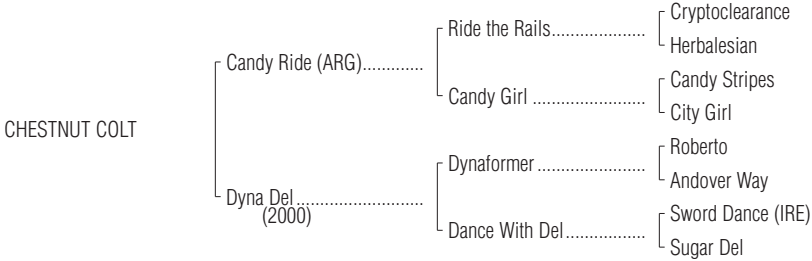 Cryptoclearance
Ride the Rails.....................
Herbalesian
Candy Ride (ARG).............
Candy Girl .........................
Candy Stripes
City Girl
CHESTNUT COLT
Roberto
Dynaformer ........................
Andover Way
Dyna Del............................
(2000)
Dance With Del..................
Sword Dance (IRE)
Sugar Del